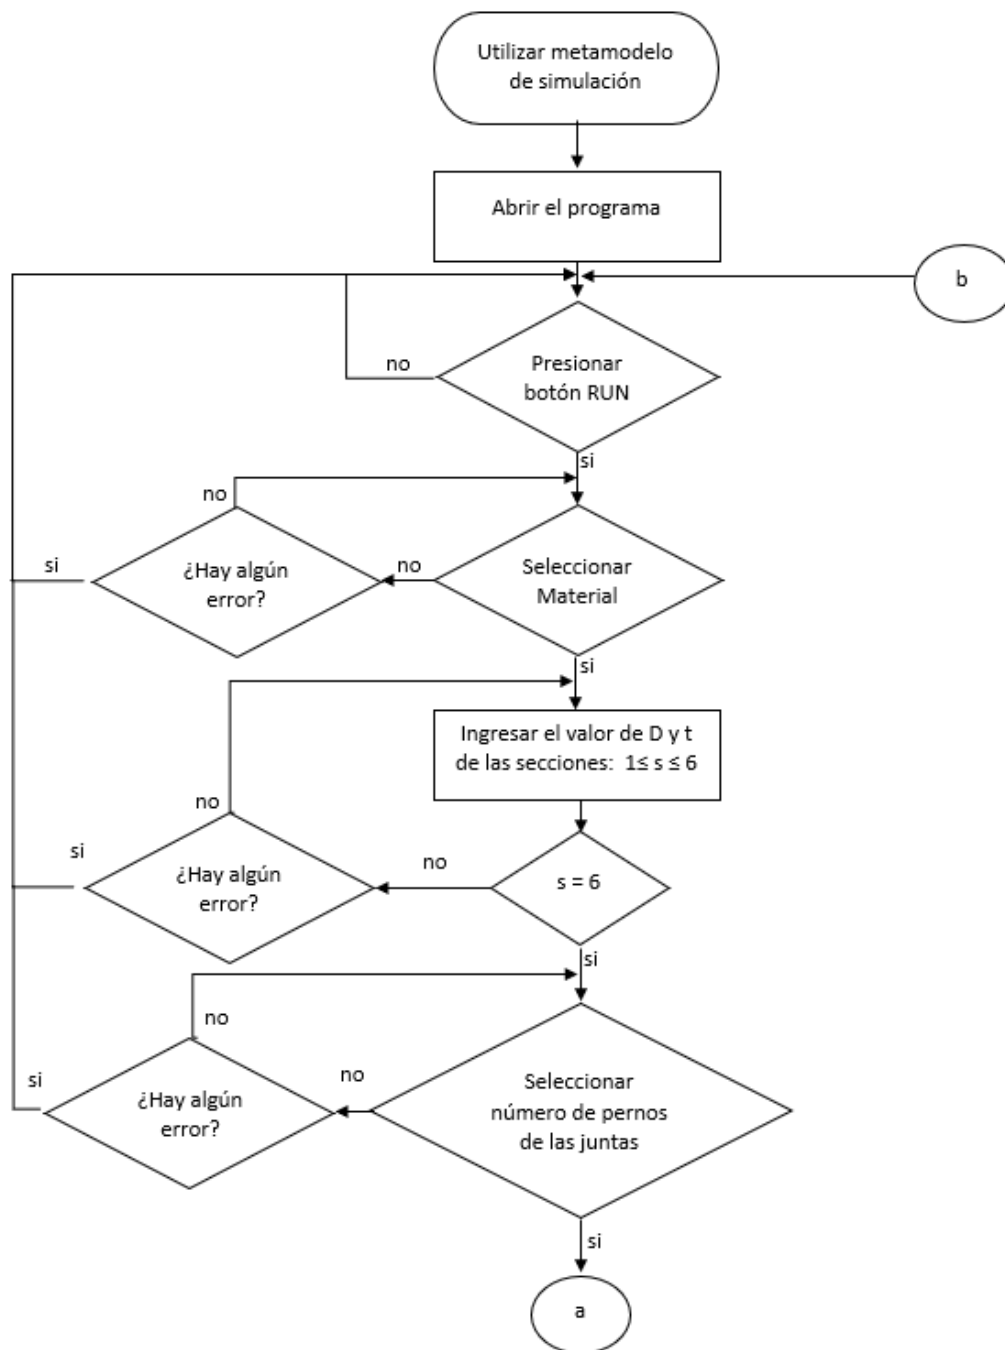 Utilizar metamodelo
de simulación
Abrir el programa
b
no
Presionar
botón RUN
si
no
si
¿Hay algún
error?
no
Seleccionar
Material
si
Ingresar el valor de D y t
de las secciones: 1≤ s ≤ 6
no
si
¿Hay algún
error?
no
s = 6
si
no
si
¿Hay algún
error?
no
Seleccionar
número de pernos
de las juntas
si
a